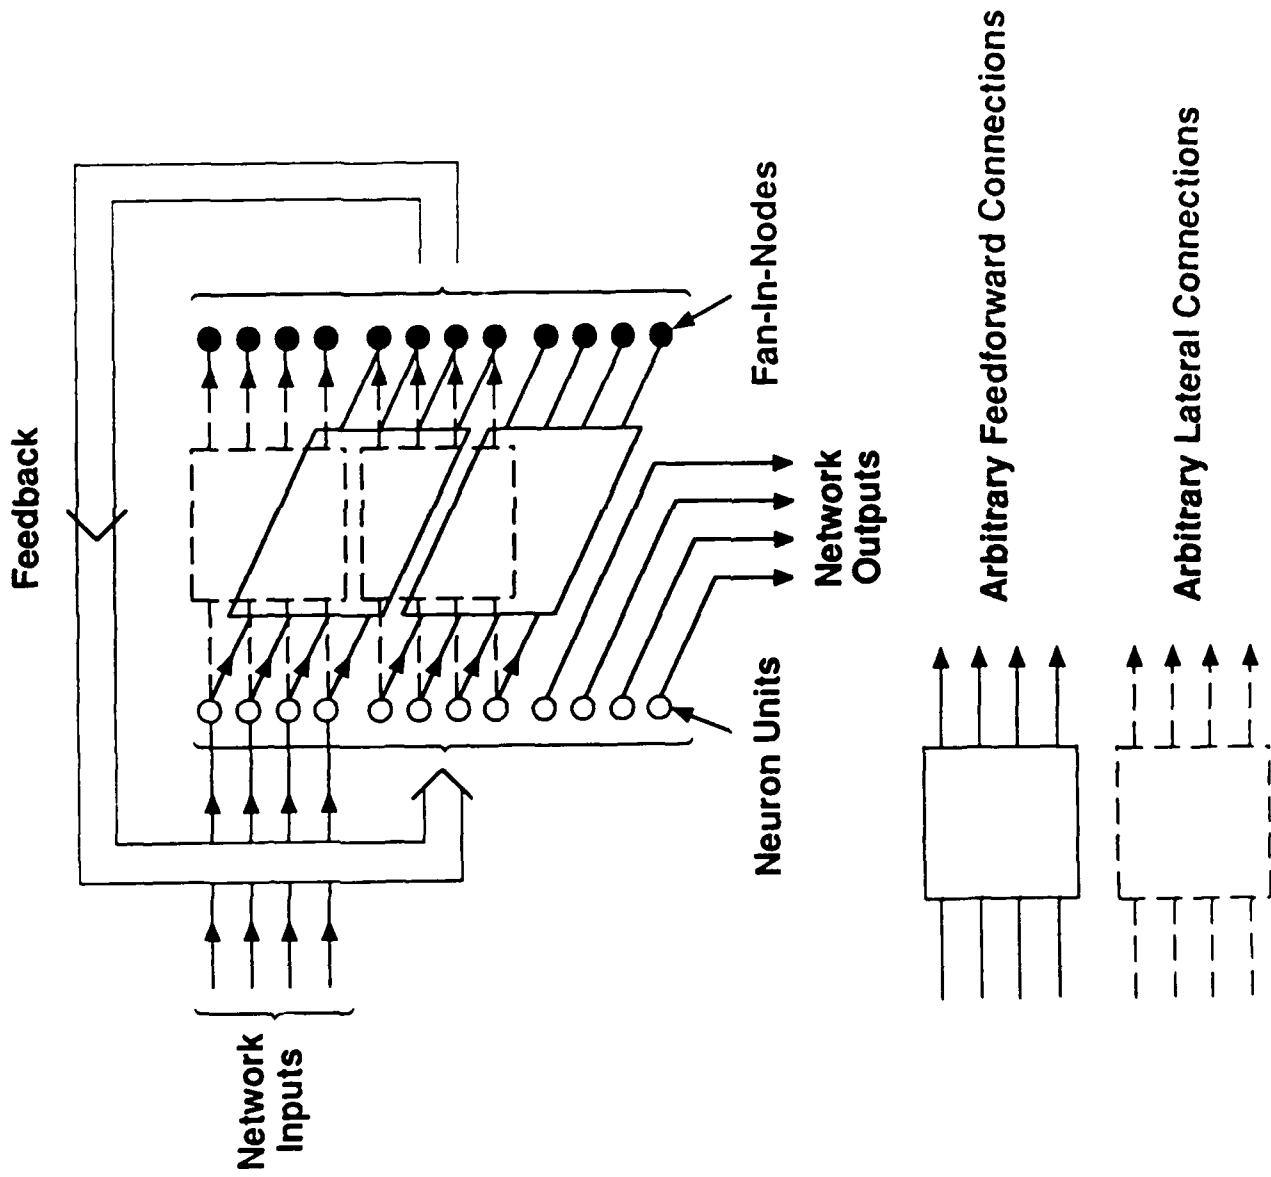 Feedback
Network
Inputs
Neuron Units
Fan-In-Nodes
Network
Outputs
Arbitrary Feedforward Connections
Arbitrary Lateral Connections